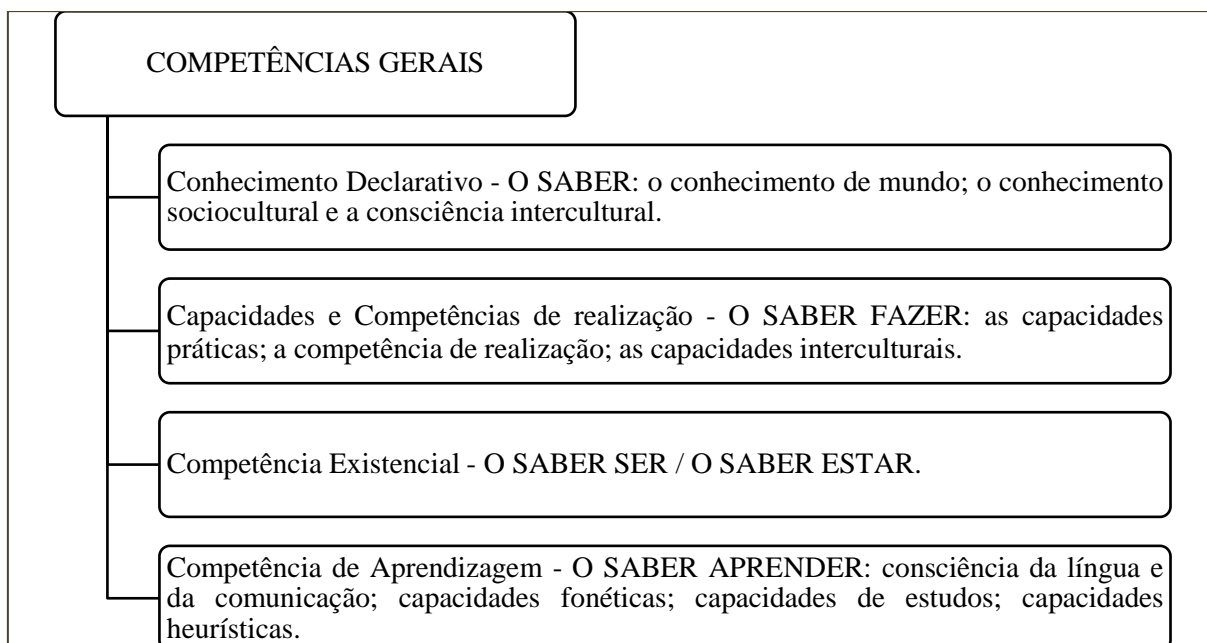 COMPETÊNCIAS GERAIS
Conhecimento Declarativo - O SABER: o conhecimento de mundo; o conhecimento
sociocultural e a consciência intercultural.
Capacidades e Competências de realização - O SABER FAZER: as capacidades
práticas; a competência de realização; as capacidades interculturais.
Competência Existencial - O SABER SER / O SABER ESTAR.
Competência de Aprendizagem - O SABER APRENDER: consciência da língua e
da comunicação; capacidades fonéticas; capacidades de estudos; capacidades
heurísticas.